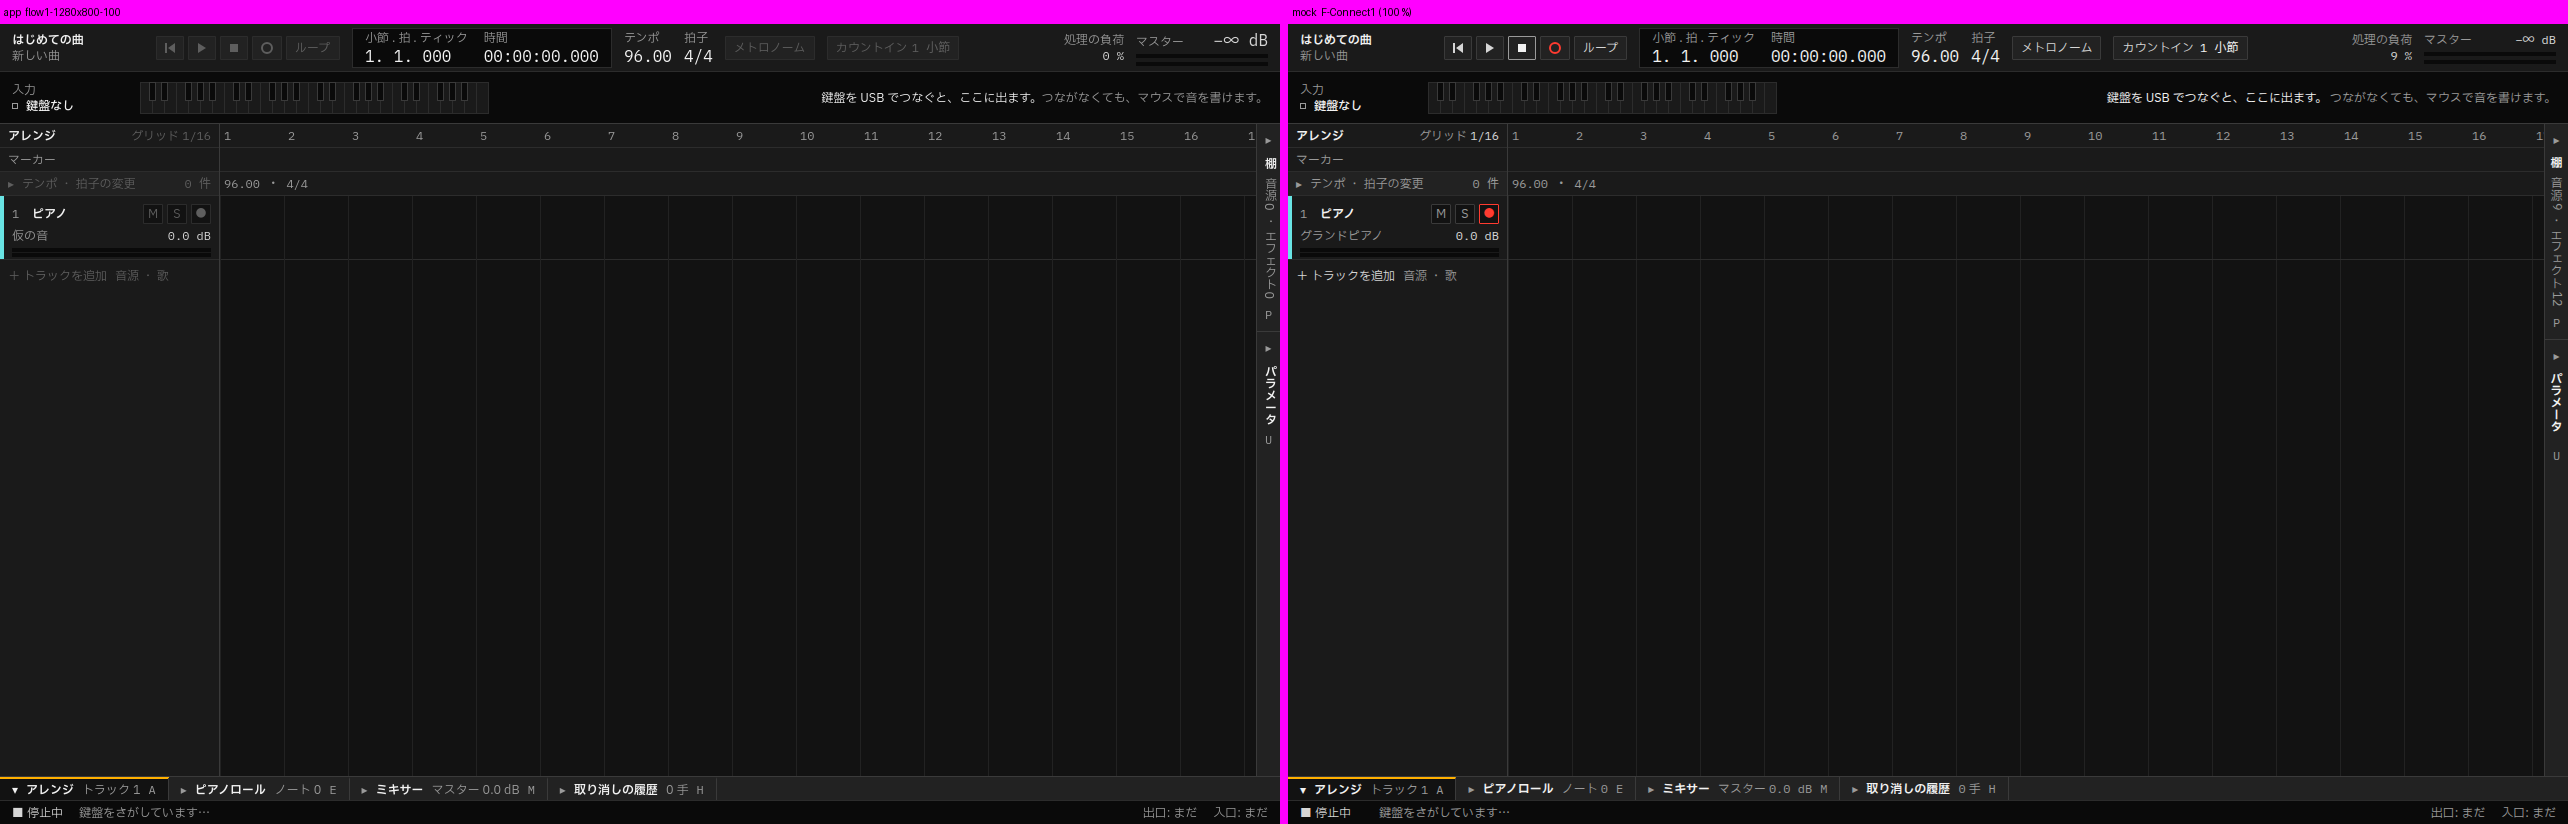 app flow1-1280x800-100
はじめての曲
新しい曲
ループ
小節 . 拍 . ティック 時間
1. 1. 000 00:00:00.000
テンポ 拍子
96.00 4/4
メトロノーム
カウントイン 1 小節
処理の負荷
0 %
マスター -∞ dB
入力
鍵盤なし
鍵盤を USB でつなぐと、ここに出ます。つながなくても、マウスで音を書けます。
アレンジ グリッド 1/16
1 2 3 4 5 6 7 8 9 10 11 12 13 14 15 16 1
マーカー
▸ テンポ ・ 拍子の変更 0 件
96.00 ・ 4/4
1 ピアノ M S
仮の音 0.0 dB
＋トラックを追加 音源 ・ 歌
▸ 棚 音源 0 ・ エフェクト 0 P
▸ パラメータ U
▾ アレンジ トラック 1 A
▸ ピアノロール ノート 0 E
▸ ミキサー マスター 0.0 dB M
▸ 取り消しの履歴 0 手 H
■ 停止中 鍵盤をさがしています…
出口: まだ 入口: まだ
mock F-Connect1 (100 %)
はじめての曲
新しい曲
ループ
小節 . 拍 . ティック 時間
1. 1. 000 00:00:00.000
テンポ 拍子
96.00 4/4
メトロノーム
カウントイン 1 小節
処理の負荷
9 %
マスター -∞ dB
入力
鍵盤なし
鍵盤を USB でつなぐと、ここに出ます。 つながなくても、マウスで音を書けます。
アレンジ グリッド 1/16
1 2 3 4 5 6 7 8 9 10 11 12 13 14 15 16 1
マーカー
▸ テンポ ・ 拍子の変更 0 件
96.00 ・ 4/4
1 ピアノ M S
グランドピアノ 0.0 dB
＋トラックを追加 音源 ・ 歌
▸ 棚 音源 9 ・ エフェクト 12 P
▸ パラメータ U
▾ アレンジ トラック 1 A
▸ ピアノロール ノート 0 E
▸ ミキサー マスター 0.0 dB M
▸ 取り消しの履歴 0 手 H
■ 停止中 鍵盤をさがしています…
出口: まだ 入口: まだ